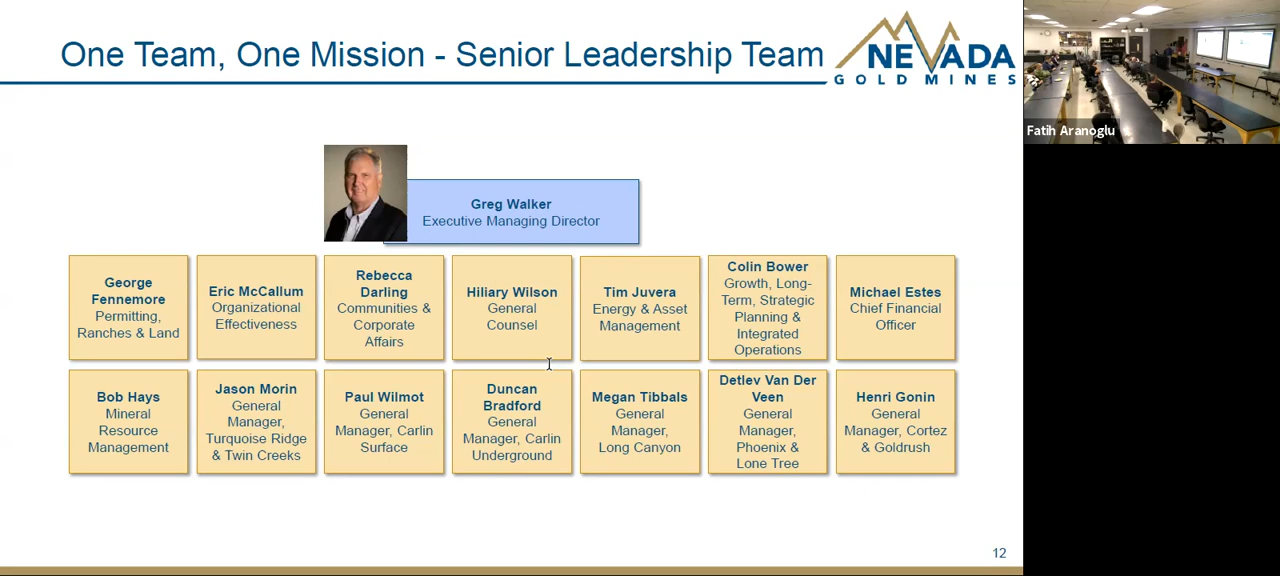 One Team, One Mission - Senior Leadership Team
NEVADA
GOLD MINES
Fatih Aranoglu
Greg Walker
Executive Managing Director
George
Fennemore
Permitting,
Ranches & Land
Eric McCallum
Organizational
Effectiveness
Rebecca
Darling
Communities &
Corporate
Affairs
Hiliary Wilson
General
Counsel
Tim Juvera
Energy & Asset
Management
Colin Bower
Growth, Long-
Term, Strategic
Planning &
Integrated
Operations
Michael Estes
Chief Financial
Officer
Bob Hays
Mineral
Resource
Management
Jason Morin
General
Manager,
Turquoise Ridge
& Twin Creeks
Paul Wilmot
General
Manager, Carlin
Surface
Duncan
Bradford
General
Manager, Carlin
Underground
Megan Tibbals
General
Manager,
Long Canyon
Detlev Van Der
Veen
General
Manager,
Phoenix &
Lone Tree
Henri Gonin
General
Manager, Cortez
& Goldrush
12